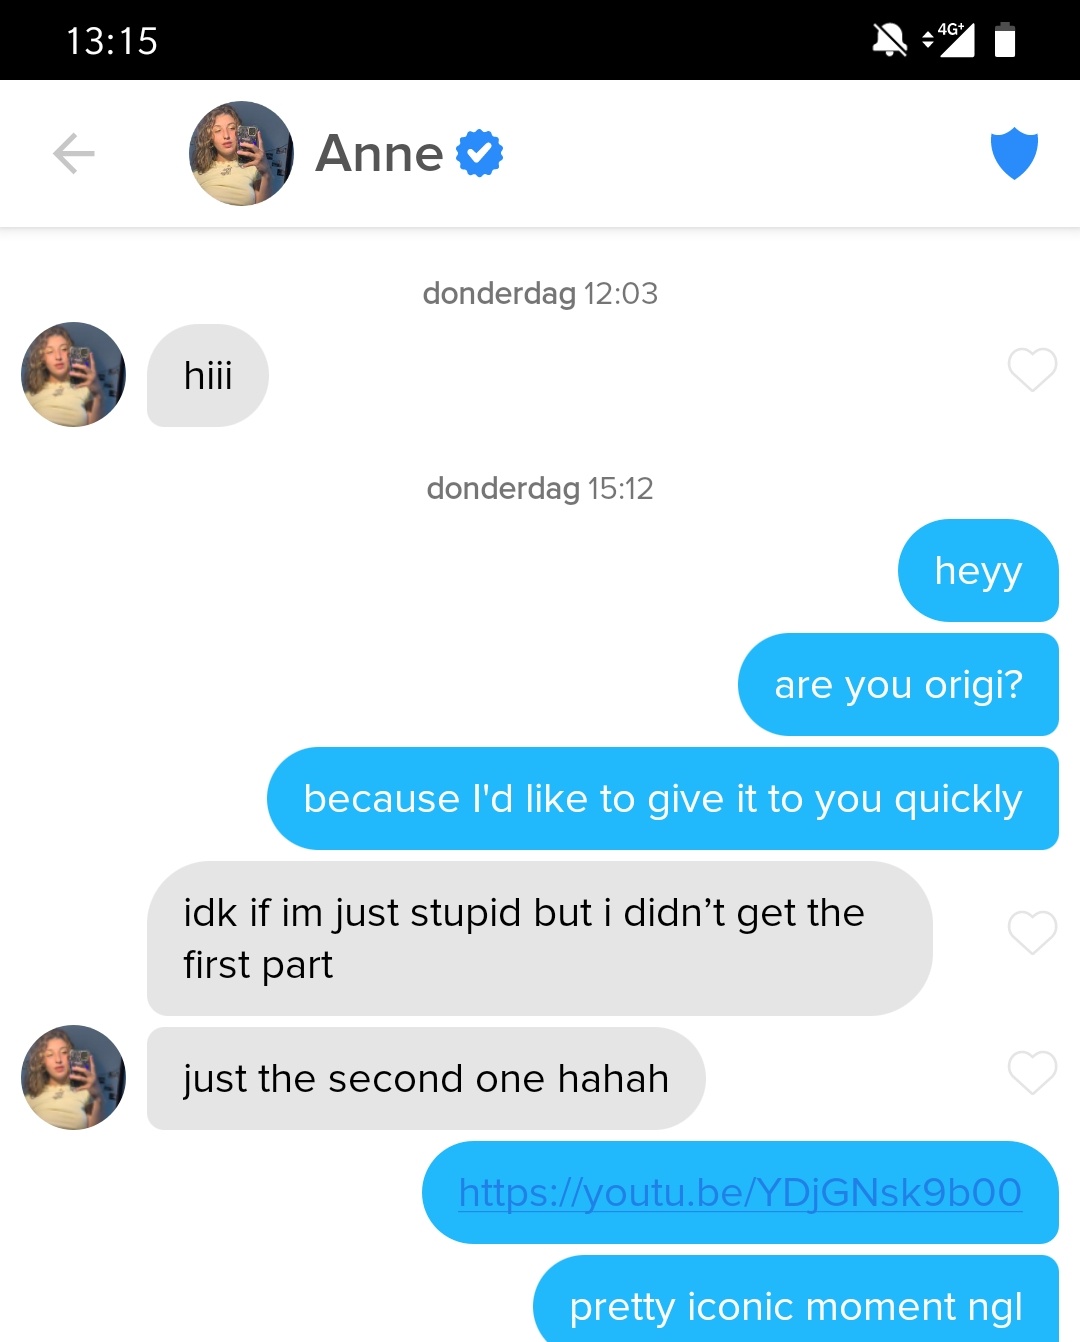 13:15
4G+
Anne
donderdag 12:03
hiii
donderdag 15:12
heyy
are you origi?
because I'd like to give it to you quickly
idk if im just stupid but i didn’t get the
first part
just the second one hahah
https://youtu.be/YDjGNsk9b00
pretty iconic moment ngl